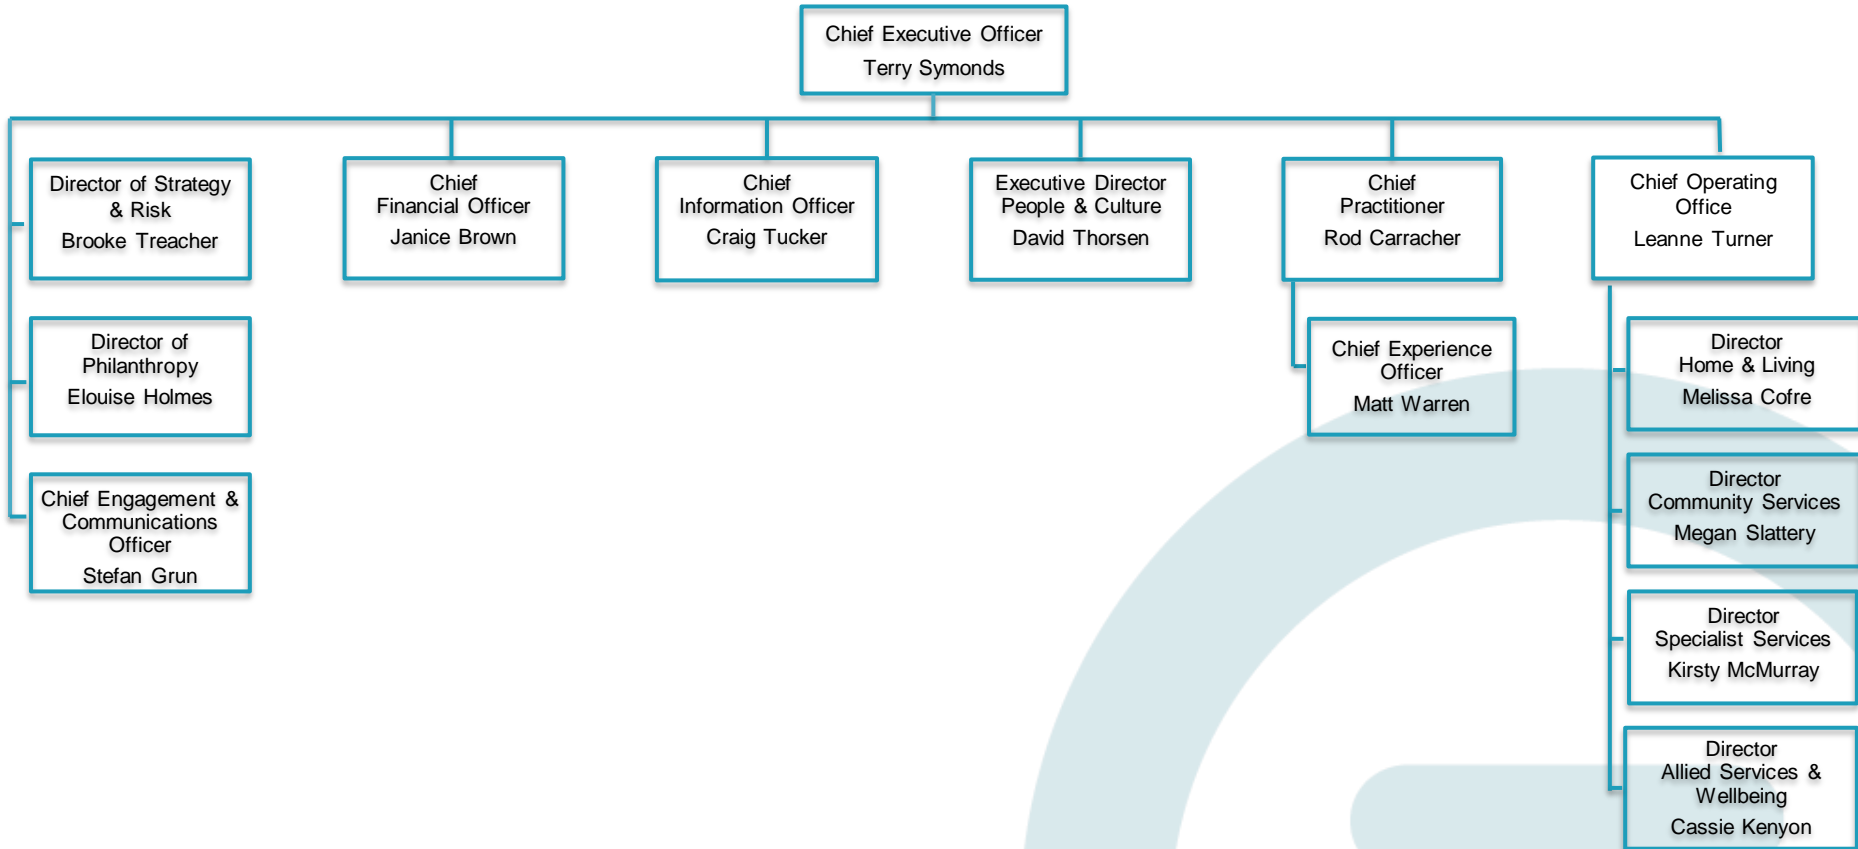 Chief Executive Officer
Terry Symonds
Director of Strategy
& Risk
Brooke Treacher
Chief
Financial Officer
Janice Brown
Chief
Information Officer
Craig Tucker
Executive Director
People & Culture
David Thorsen
Chief
Practitioner
Rod Carracher
Chief Operating
Office
Leanne Turner
Director of
Philanthropy
Elouise Holmes
Chief Experience
Officer
Matt Warren
Director
Home & Living
Melissa Cofre
Chief Engagement &
Communications
Officer
Stefan Grun
Director
Community Services
Megan Slattery
Director
Specialist Services
Kirsty McMurray
Director
Allied Services &
Wellbeing
Cassie Kenyon